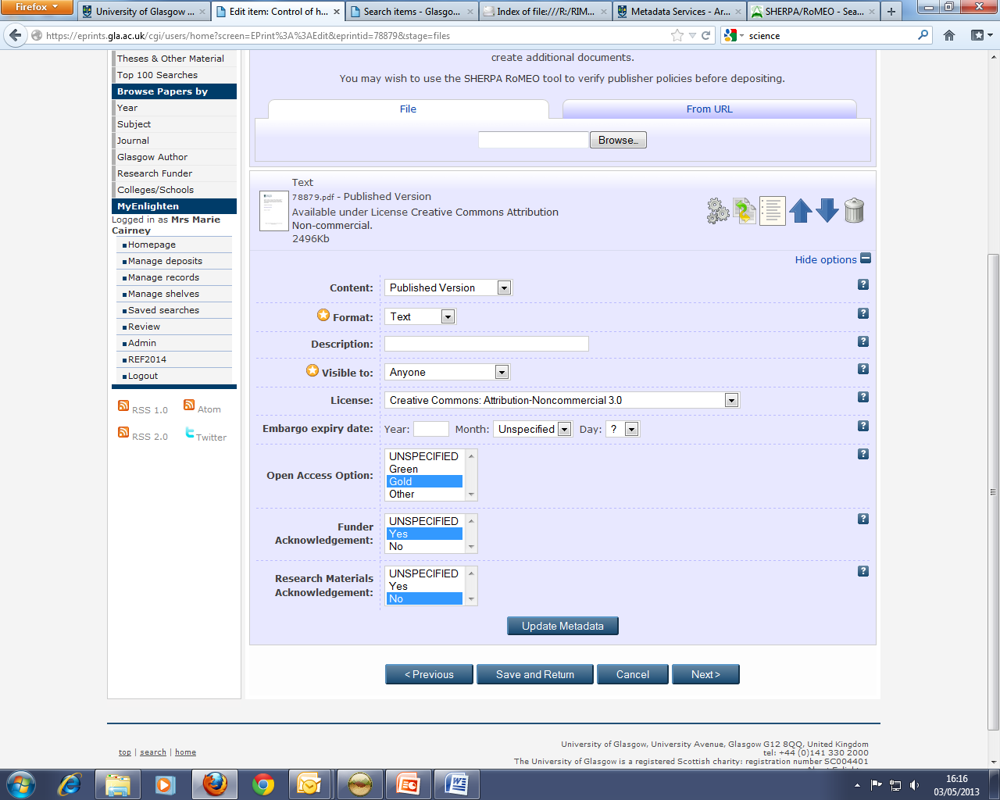 Firefox
University of Glasgow ...
Edit item: Control of h...
Search items - Glasgo...
Index of file:///R:/RIM...
Metadata Services - Ar...
SHERPA/RoMEO - Sea...
https://eprints.gla.ac.uk/cgi/users/home?screen=EPrint%3A%3AEdit&eprintid=78879&stage=files
science
Theses & Other Material
Top 100 Searches
Browse Papers by
Year
Subject
Journal
Glasgow Author
Research Funder
Colleges/Schools
MyEnlighten
Logged in as Mrs Marie
Cairney
Homepage
Manage deposits
Manage records
Manage shelves
Saved searches
Review
Admin
REF2014
Logout
RSS 1.0
Atom
RSS 2.0
Twitter
create additional documents.
You may wish to use the SHERPA RoMEO tool to verify publisher policies before depositing.
File
From URL
Browse...
Text
78879.pdf - Published Version
Available under License Creative Commons Attribution
Non-commercial.
2496Kb
Hide options
Content: Published Version ?
Format: Text ?
Description: ?
Visible to: Anyone ?
License: Creative Commons: Attribution-Noncommercial 3.0 ?
Embargo expiry date: Year: Month: Unspecified Day: ? ?
Open Access Option:
UNSPECIFIED
Green
Gold
Other
?
Funder
Acknowledgement:
UNSPECIFIED
Yes
No
?
Research Materials
Acknowledgement:
UNSPECIFIED
Yes
No
?
Update Metadata
< Previous
Save and Return
Cancel
Next >
top | search | home
University of Glasgow, University Avenue, Glasgow G12 8QQ, United Kingdom
tel: +44 (0)141 330 2000
The University of Glasgow is a registered Scottish charity: registration number SC004401
16:16
03/05/2013